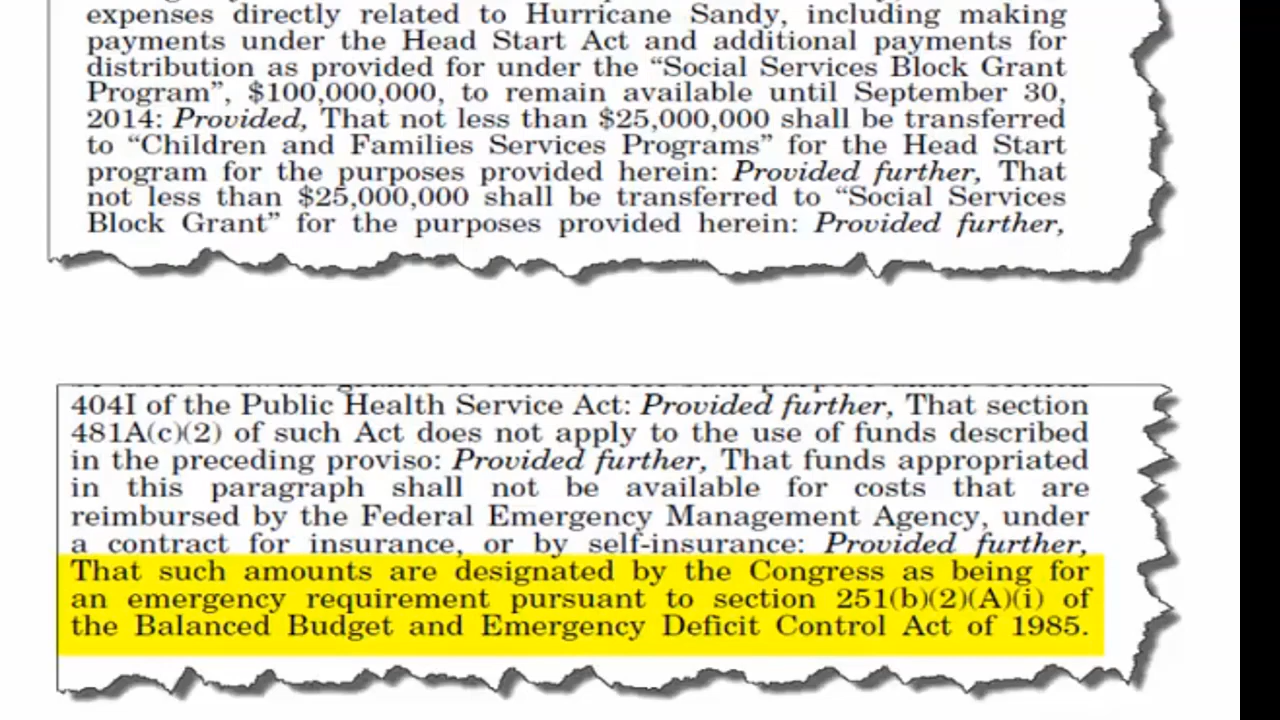 expenses directly related to Hurricane Sandy, including making
payments under the Head Start Act and additional payments for
distribution as provided for under the “Social Services Block Grant
Program”, $100,000,000, to remain available until September 30,
2014: Provided, That not less than $25,000,000 shall be transferred
to “Children and Families Services Programs” for the Head Start
program for the purposes provided herein: Provided further, That
not less than $25,000,000 shall be transferred to “Social Services
Block Grant” for the purposes provided herein: Provided further,
404I of the Public Health Service Act: Provided further, That section
481A(c)(2) of such Act does not apply to the use of funds described
in the preceding proviso: Provided further, That funds appropriated
in this paragraph shall not be available for costs that are
reimbursed by the Federal Emergency Management Agency, under
a contract for insurance, or by self-insurance: Provided further,
That such amounts are designated by the Congress as being for
an emergency requirement pursuant to section 251(b)(2)(A)(i) of
the Balanced Budget and Emergency Deficit Control Act of 1985.